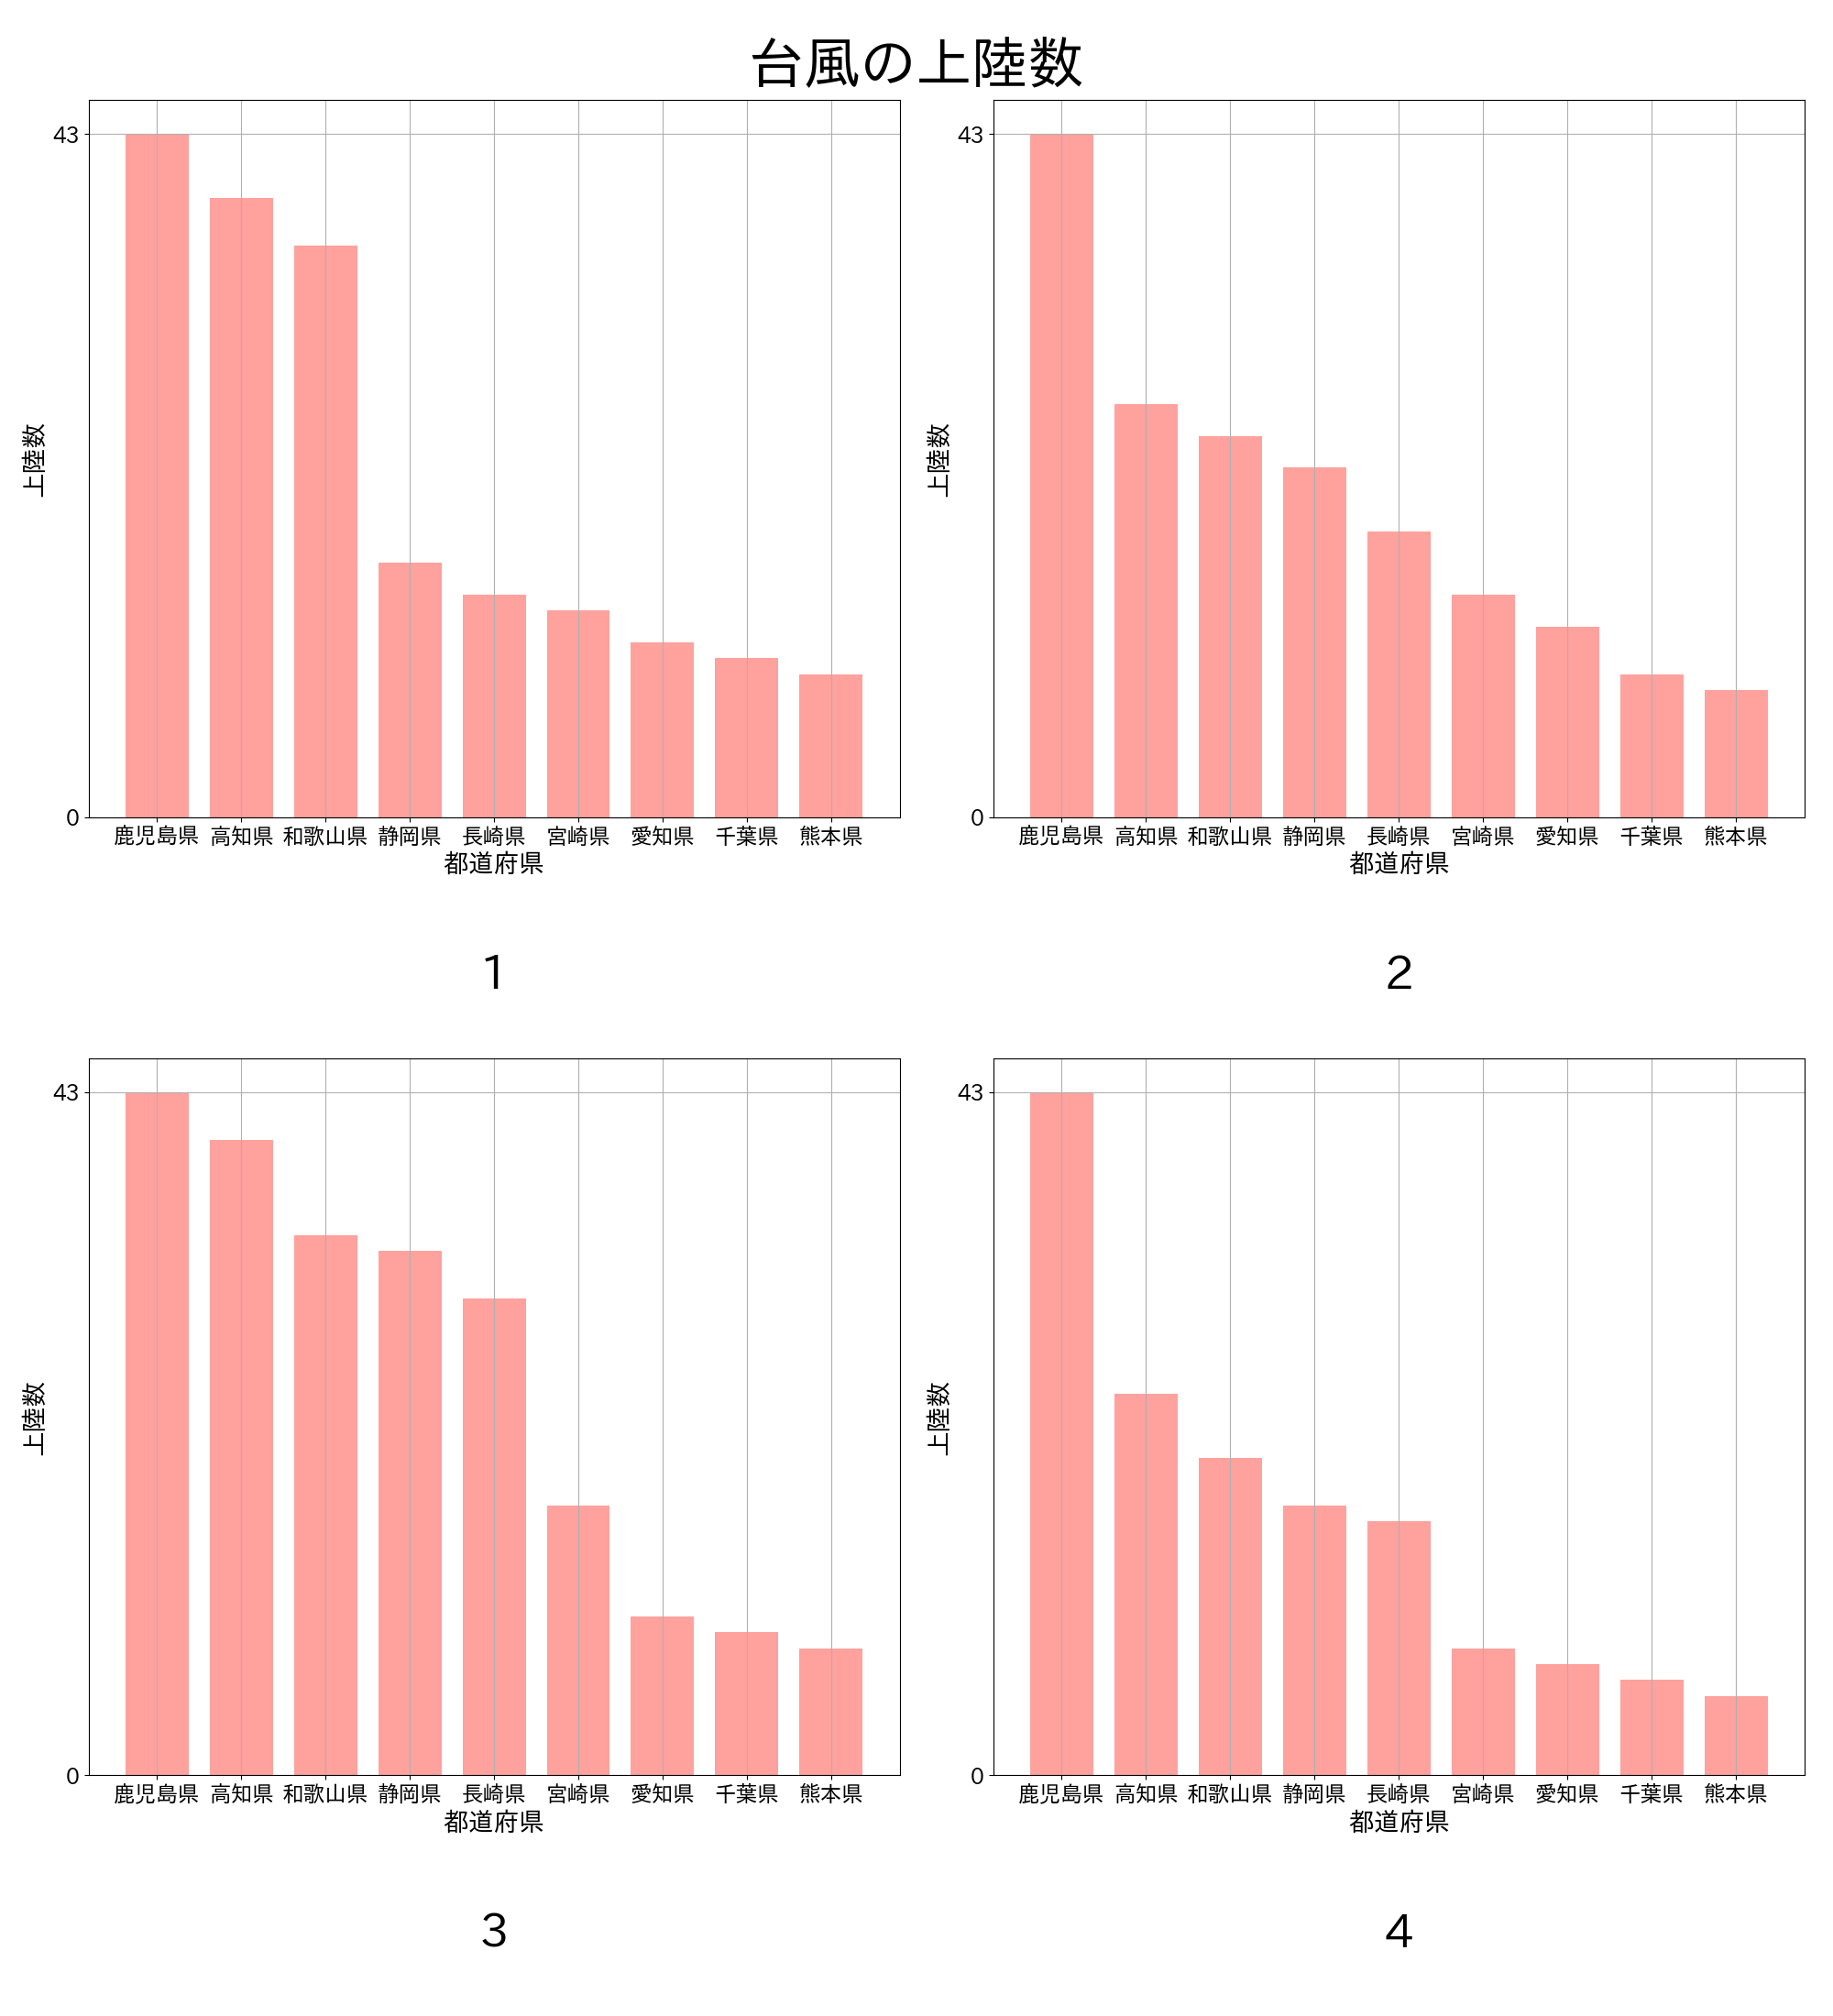 台風の上陸数
43
0
上陸数
鹿児島県 高知県 和歌山県 静岡県 長崎県 宮崎県 愛知県 千葉県 熊本県
都道府県
1
43
0
上陸数
鹿児島県 高知県 和歌山県 静岡県 長崎県 宮崎県 愛知県 千葉県 熊本県
都道府県
2
43
0
上陸数
鹿児島県 高知県 和歌山県 静岡県 長崎県 宮崎県 愛知県 千葉県 熊本県
都道府県
3
43
0
上陸数
鹿児島県 高知県 和歌山県 静岡県 長崎県 宮崎県 愛知県 千葉県 熊本県
都道府県
4